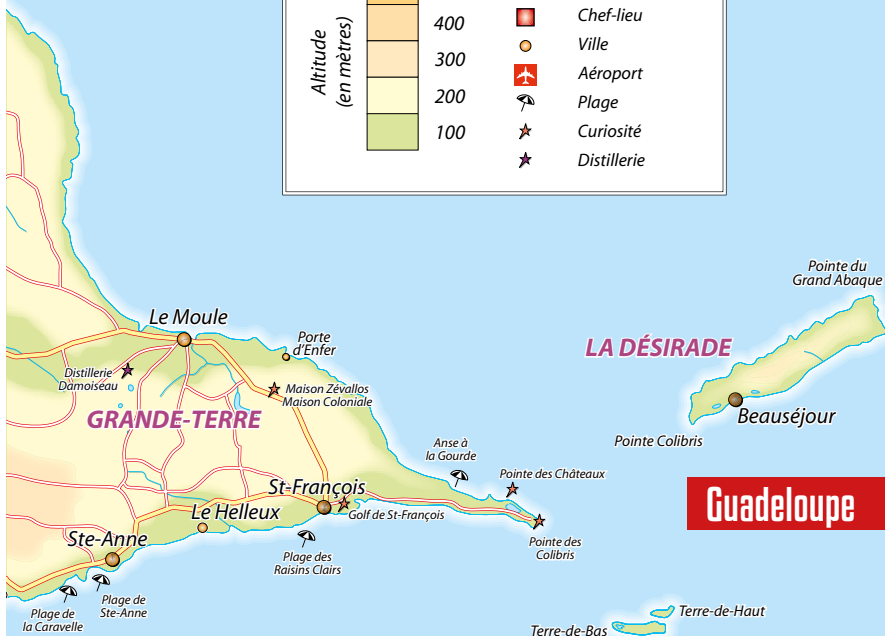 Altitude
(en mètres)
400
300
200
100
Chef-lieu
Ville
Aéroport
Plage
Curiosité
Distillerie
Pointe du
Grand Abaque
Le Moule
Porte
d'Enfer
LA DÉSIRADE
Distillerie
Damoiseau
Maison Zévallos
Maison Coloniale
GRANDE-TERRE
Beauséjour
Pointe Colibris
Anse à
la Gourde
Pointe des Châteaux
St-François
Golf de St-François
Guadeloupe
Le Helleux
Ste-Anne
Pointe des
Colibris
Plage des
Raisins Clairs
Plage de
la Caravelle
Plage de
Ste-Anne
Terre-de-Haut
Terre-de-Bas